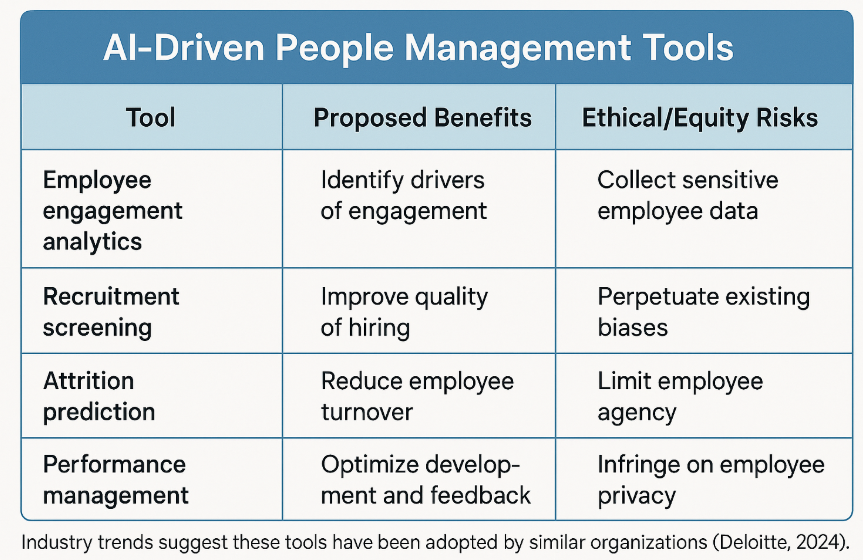 AI-Driven People Management Tools
Tool
Proposed Benefits
Ethical/Equity Risks
Employee
engagement
analytics
Identify drivers
of engagement
Collect sensitive
employee data
Recruitment
screening
Improve quality
of hiring
Perpetuate existing
biases
Attrition
prediction
Reduce employee
turnover
Limit employee
agency
Performance
management
Optimize develop-
ment and feedback
Infringe on employee
privacy
Industry trends suggest these tools have been adopted by similar organizations (Deloitte, 2024).